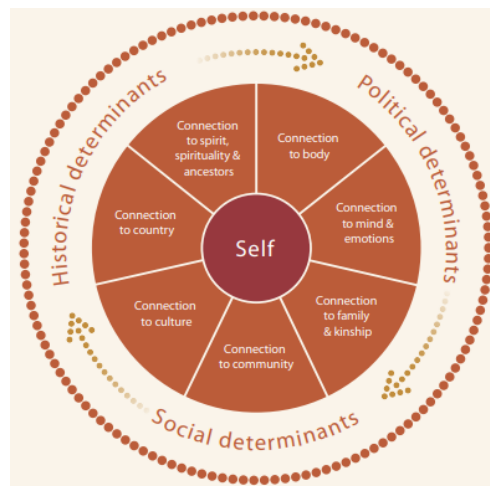 Historical determinants
Political determinants
Social determinants
Connection
to spirit,
spirituality &
ancestors
Connection
to body
Connection
to mind &
emotions
Connection
to family
& kinship
Connection
to community
Connection
to culture
Connection
to country
Self